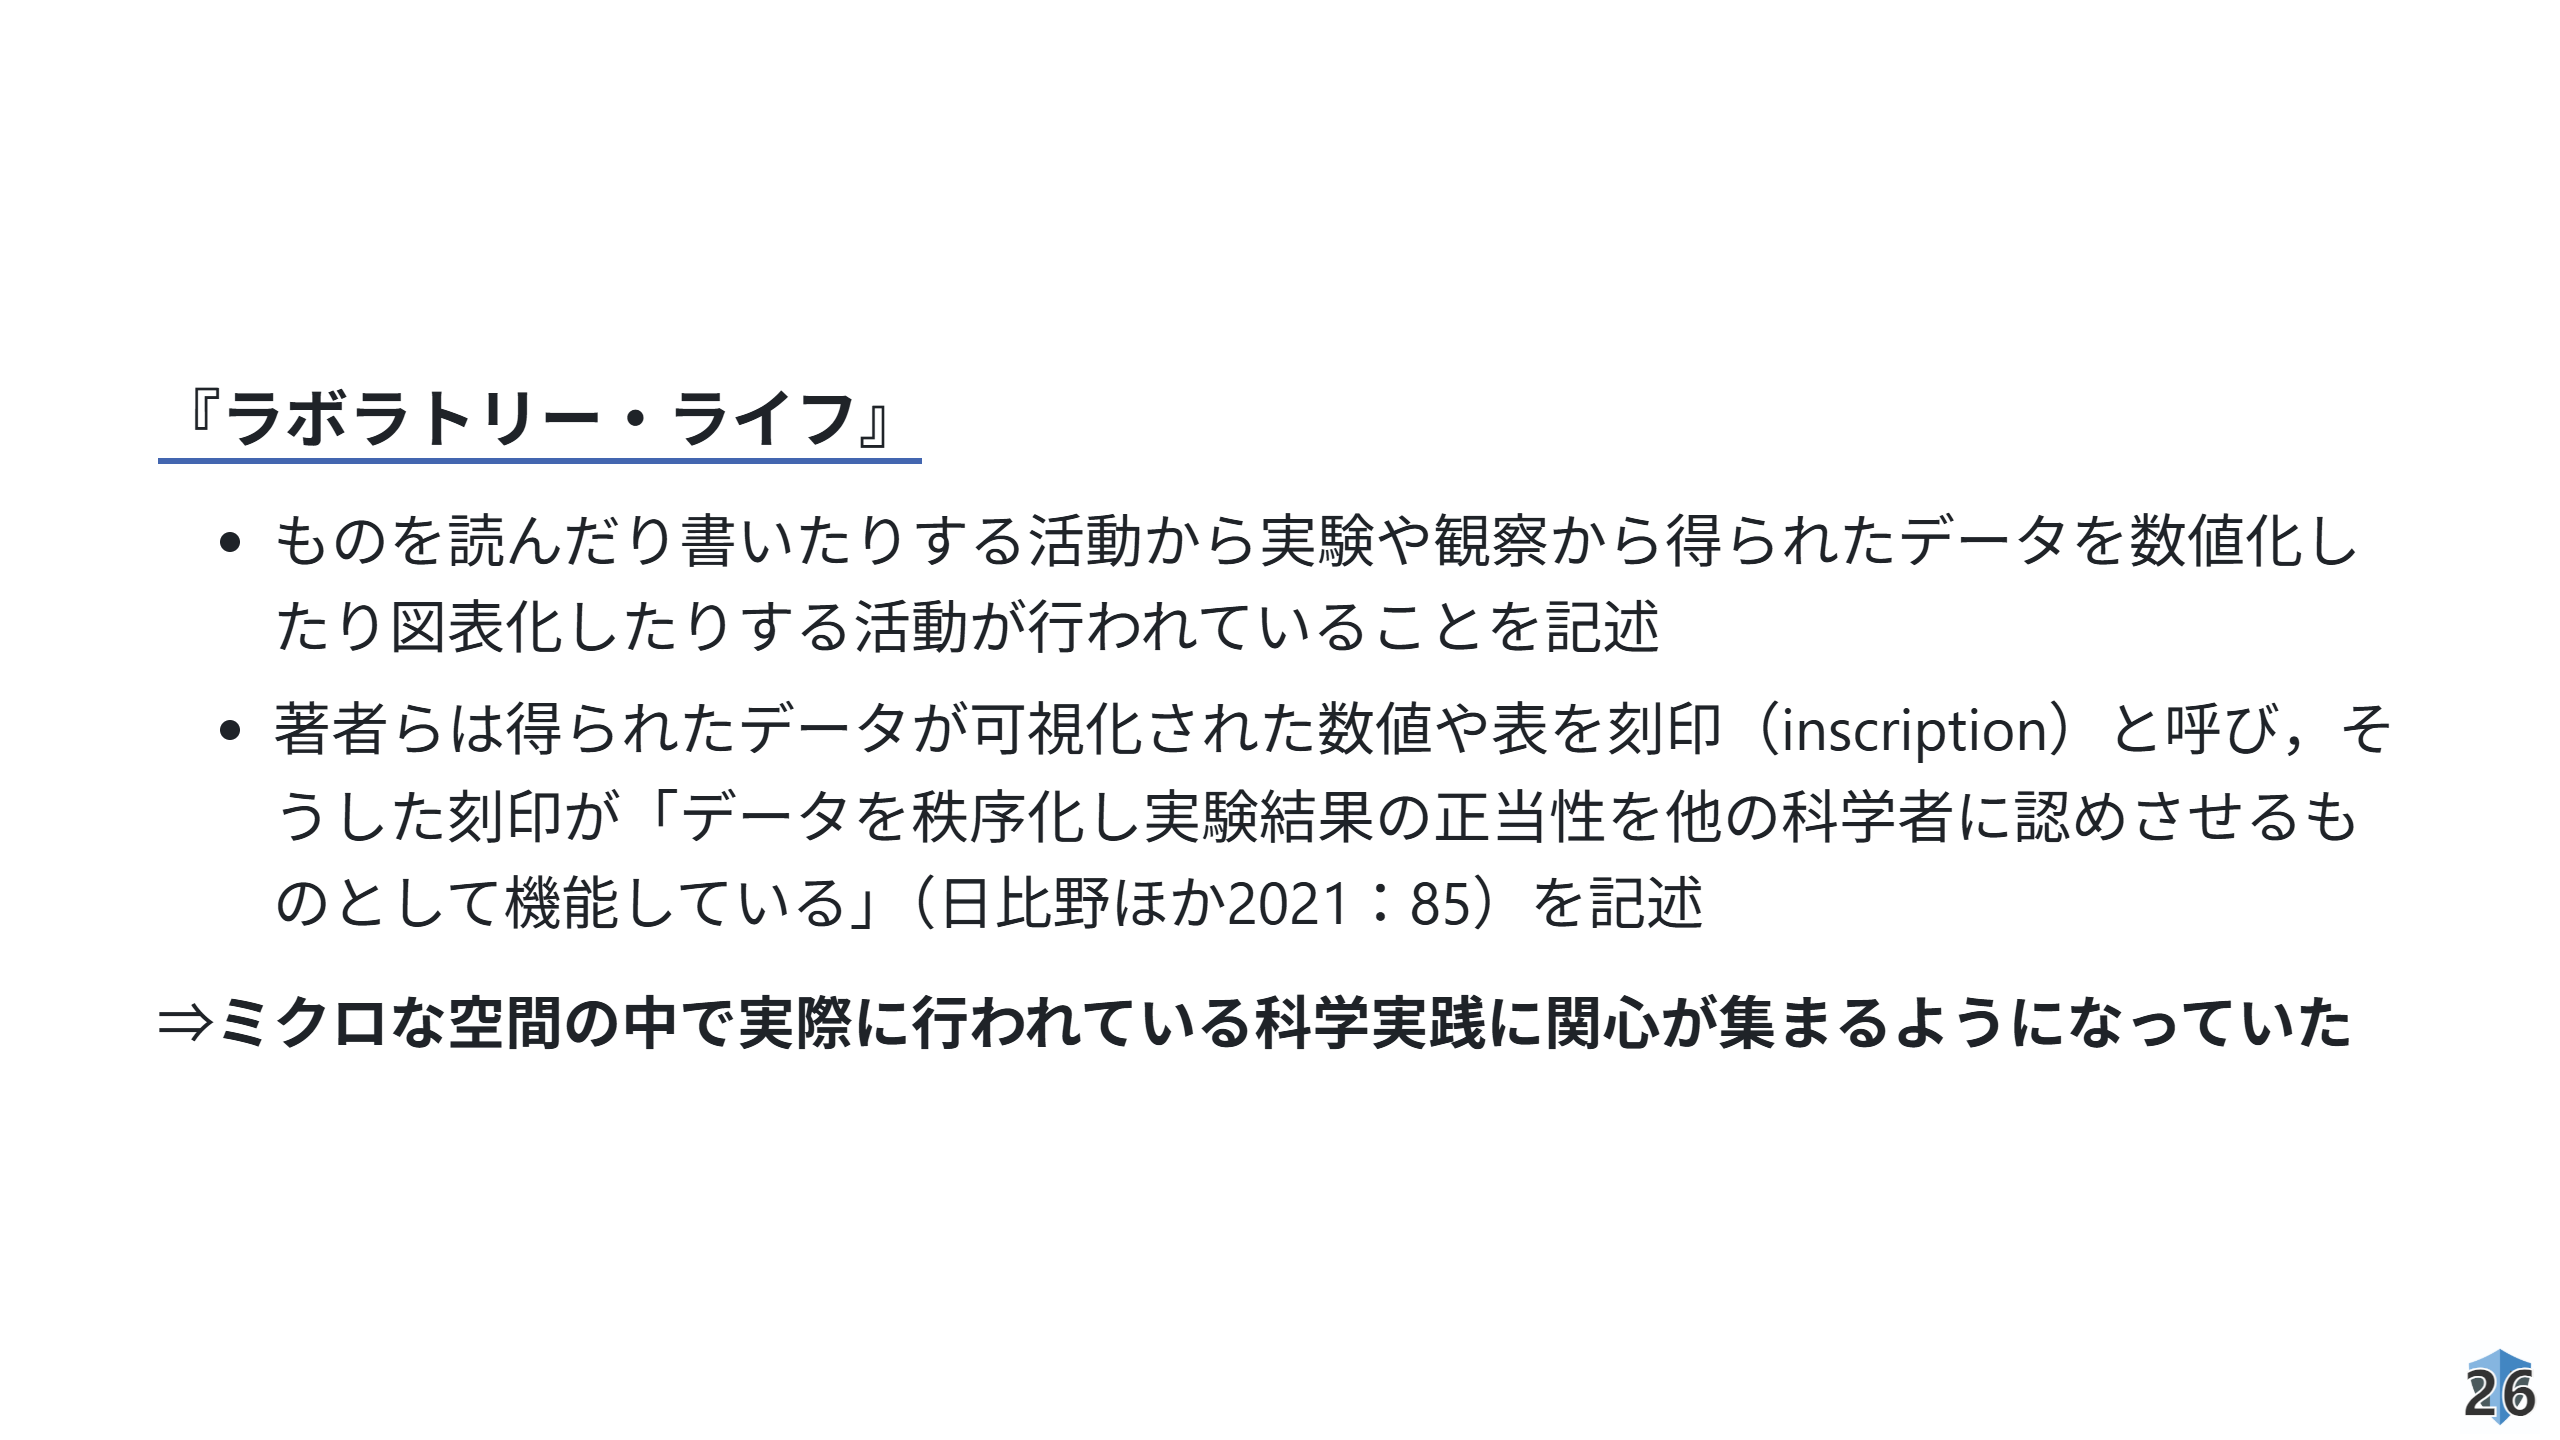 『ラボラトリー・ライフ』
• ものを読んだり書いたりする活動から実験や観察から得られたデータを数値化し
たり図表化したりする活動が行われていることを記述
• 著者らは得られたデータが可視化された数値や表を刻印（inscription）と呼び，そ
うした刻印が「データを秩序化し実験結果の正当性を他の科学者に認めさせるも
のとして機能している」（日比野ほか2021：85）を記述
⇒ミクロな空間の中で実際に行われている科学実践に関心が集まるようになっていた
26